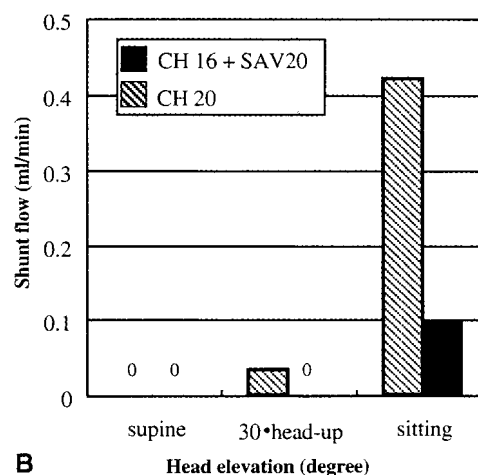 0.5
CH 16 + SAV20
CH 20
0.4
0.3
0.2
0.1
0
Shunt flow (ml/min)
0 0 0
supine 30•head-up sitting
B Head elevation (degree)